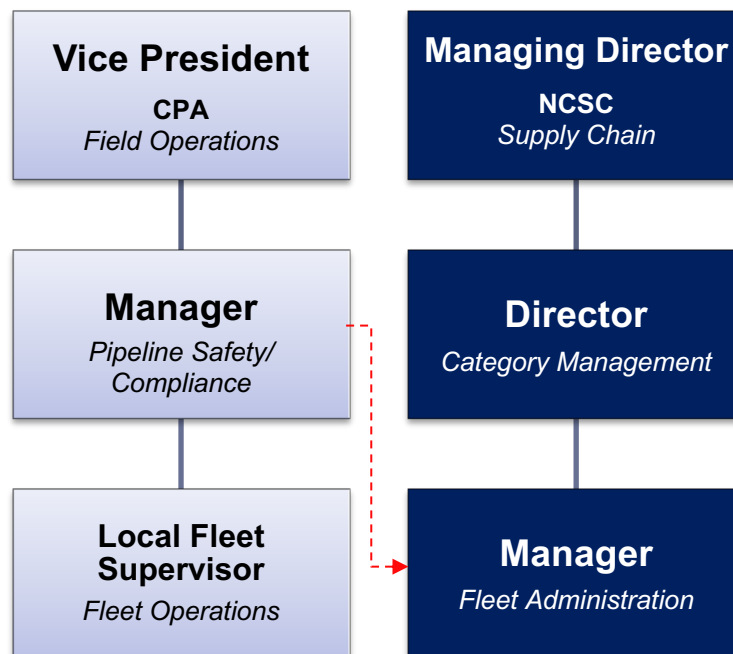 Vice President
CPA
Field Operations
Managing Director
NCSC
Supply Chain
Manager
Pipeline Safety/
Compliance
Director
Category Management
Local Fleet
Supervisor
Fleet Operations
Manager
Fleet Administration